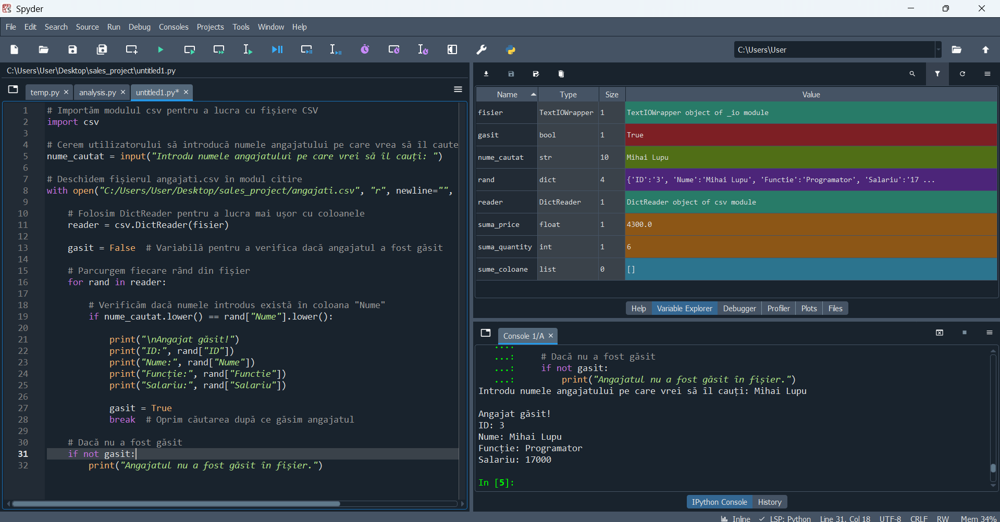 Spyder
File Edit Search Source Run Debug Consoles Projects Tools Window Help
C:\Users\User
C:\Users\User\Desktop\sales_project\untitled1.py
temp.py analysis.py untitled1.py*
1 # Importăm modulul csv pentru a lucra cu fișiere CSV
2 import csv
3
4 # Cerem utilizatorului să introducă numele angajatului pe care vrea să îl caute
5 nume_cautat = input("Introdu numele angajatului pe care vrei să îl cauți: ")
6
7 # Deschidem fișierul angajati.csv în modul citire
8 with open("C:/Users/User/Desktop/sales_project/angajati.csv", "r", newline="",
9
10 # Folosim DictReader pentru a lucra mai ușor cu coloanele
11 reader = csv.DictReader(fisier)
12
13 gasit = False # Variabilă pentru a verifica dacă angajatul a fost găsit
14
15 # Parcurgem fiecare rând din fișier
16 for rand in reader:
17
18 # Verificăm dacă numele introdus există în coloana "Nume"
19 if nume_cautat.lower() == rand["Nume"].lower():
20
21 print("\nAngajat găsit!")
22 print("ID:", rand["ID"])
23 print("Nume:", rand["Nume"])
24 print("Funcție:", rand["Functie"])
25 print("Salariu:", rand["Salariu"])
26
27 gasit = True
28 break # Oprim căutarea după ce găsim angajatul
29
30 # Dacă nu a fost găsit
31 if not gasit:
32 print("Angajatul nu a fost găsit în fișier.")
Name Type Size Value
fisier TextIOWrapper 1 TextIOWrapper object of _io module
gasit bool 1 True
nume_cautat str 10 Mihai Lupu
rand dict 4 {'ID':'3', 'Nume':'Mihai Lupu', 'Functie':'Programator', 'Salariu':'17 ...
reader DictReader 1 DictReader object of csv module
suma_price float 1 4300.0
suma_quantity int 1 6
sume_coloane list 0 []
Help Variable Explorer Debugger Profiler Plots Files
Console 1/A
...:
...: # Dacă nu a fost găsit
...: if not gasit:
...: print("Angajatul nu a fost găsit în fișier.")
Introdu numele angajatului pe care vrei să îl cauți: Mihai Lupu
Angajat găsit!
ID: 3
Nume: Mihai Lupu
Funcție: Programator
Salariu: 17000
In [5]:
IPython Console History
Inline LSP: Python Line 31, Col 18 UTF-8 CRLF RW Mem 34%